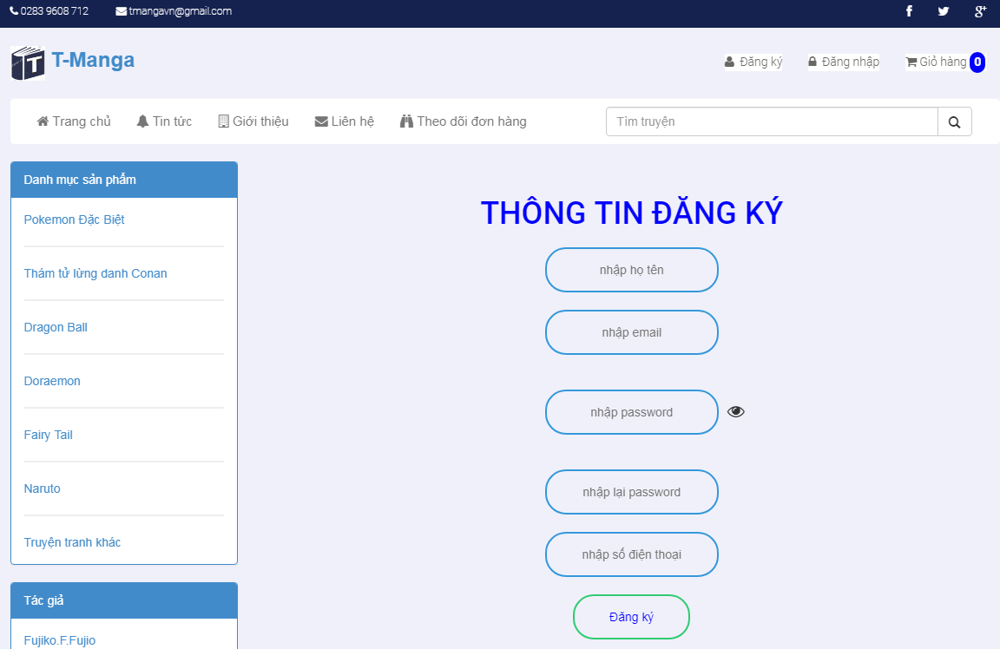 0283 9608 712 tmangavn@gmail.com
T T-Manga
Đăng ký Đăng nhập Giỏ hàng 0
Trang chủ Tin tức Giới thiệu Liên hệ Theo dõi đơn hàng Tìm truyện
Danh mục sản phẩm
Pokemon Đặc Biệt
Thám tử lừng danh Conan
Dragon Ball
Doraemon
Fairy Tail
Naruto
Truyện tranh khác
Tác giả
Fujiko.F.Fujio
THÔNG TIN ĐĂNG KÝ
nhập họ tên
nhập email
nhập password
nhập lại password
nhập số điện thoại
Đăng ký